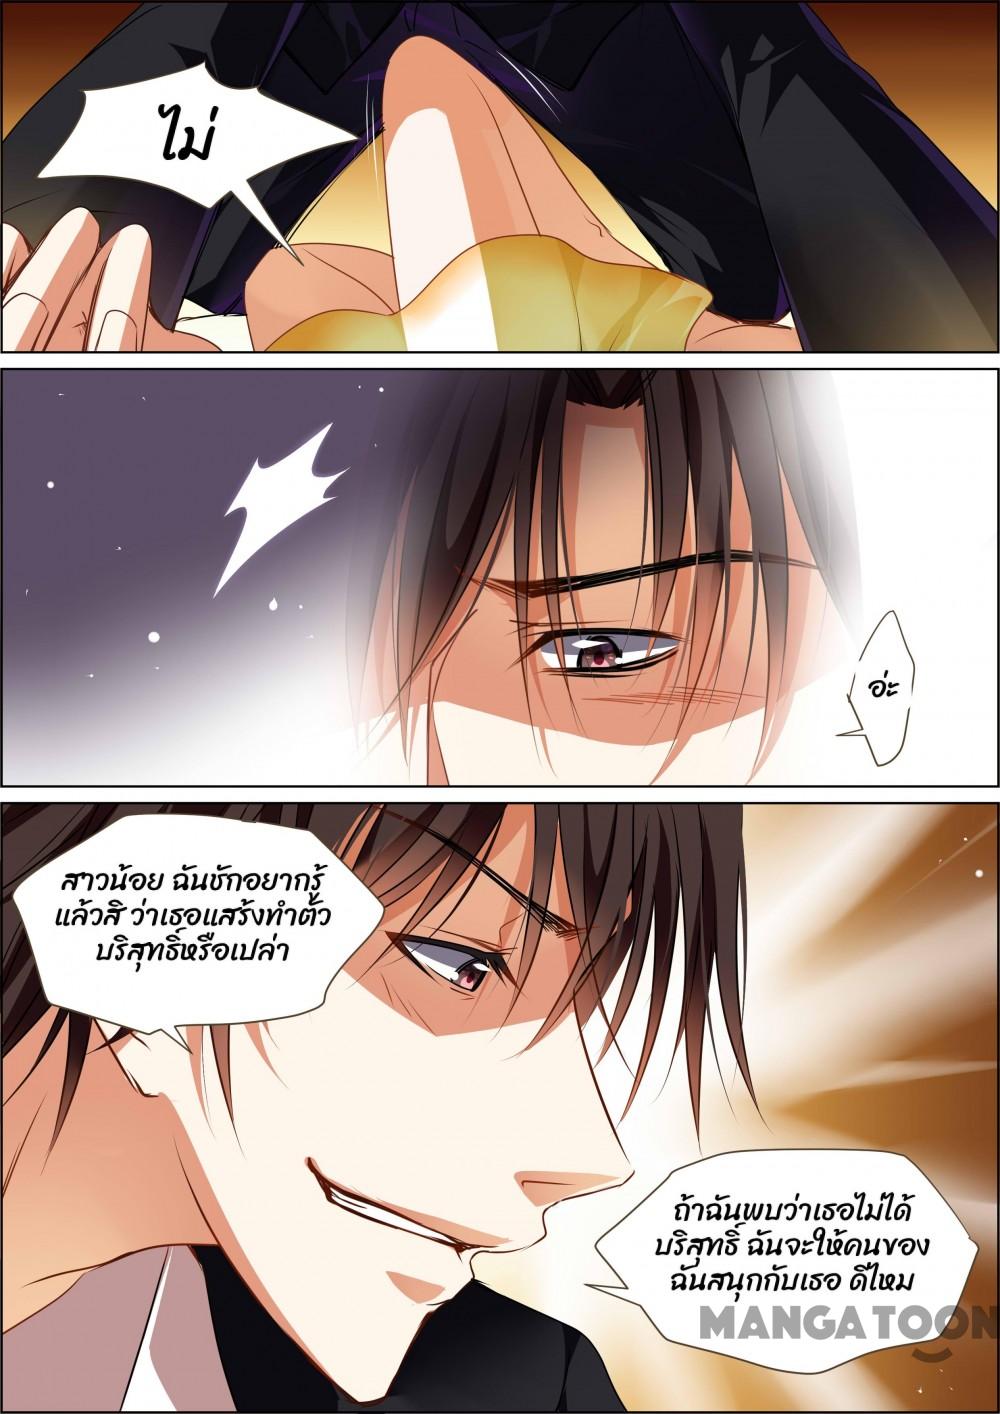 ไม่
อ่ะ
สาวน้อย ฉันชักอยากรู้
แล้วสิ ว่าเธอแสร้งทำตัว
บริสุทธิ์หรือเปล่า
ถ้าฉันพบว่าเธอไม่ได้
บริสุทธิ์ ฉันจะให้คนของ
ฉันสนุกกับเธอ ดีไหม
MANGATOON